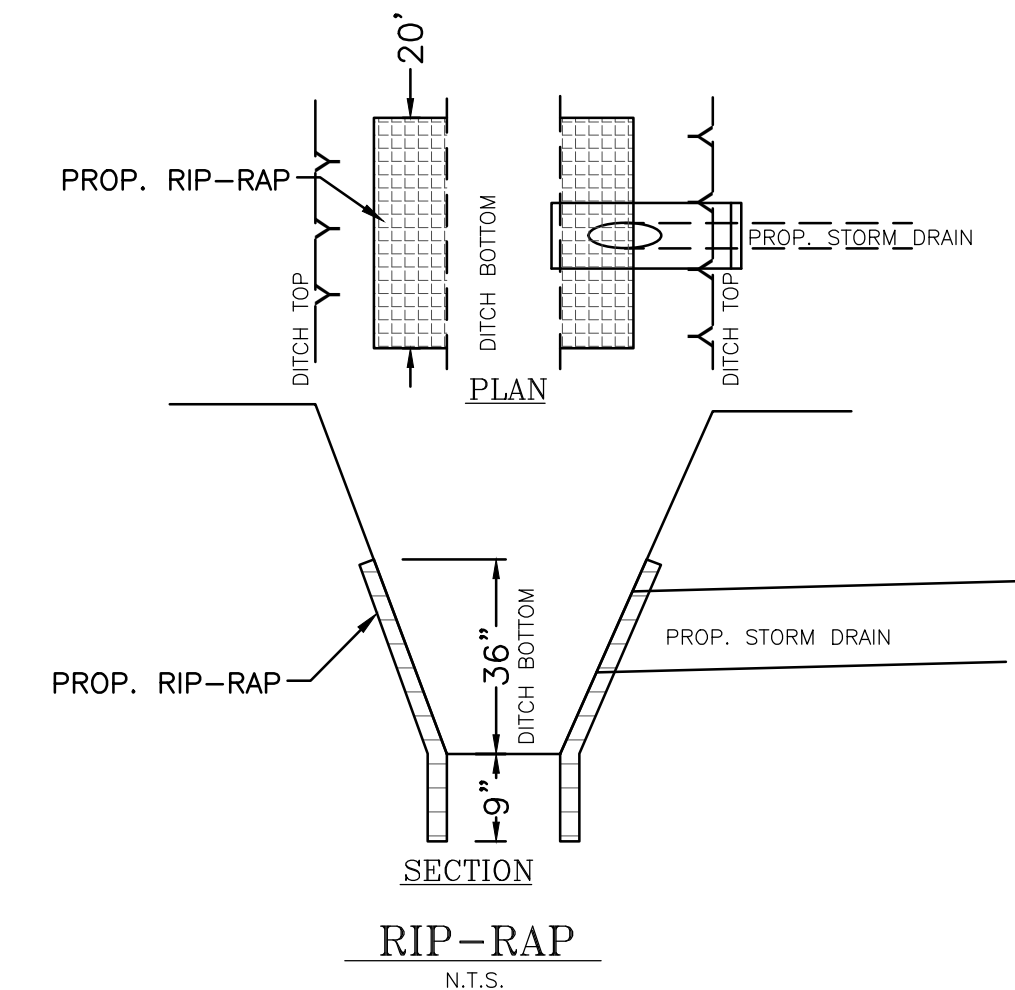 20'
PROP. RIP-RAP
DITCH BOTTOM
PROP. STORM DRAIN
DITCH TOP
DITCH TOP
PLAN
36"
DITCH BOTTOM
PROP. STORM DRAIN
PROP. RIP-RAP
9"
SECTION
RIP-RAP
N.T.S.